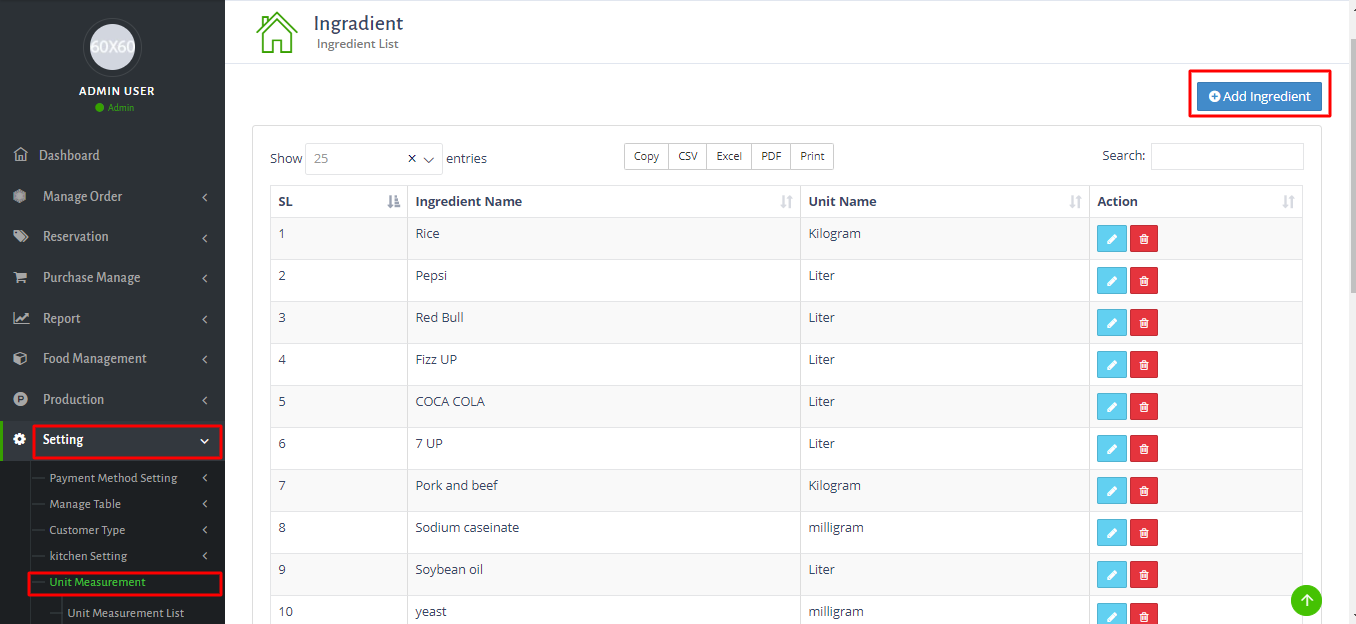 60X60
ADMIN USER
Admin
Dashboard
Manage Order
Reservation
Purchase Manage
Report
Food Management
P Production
Setting
Payment Method Setting
Manage Table
Customer Type
kitchen Setting
Unit Measurement
Unit Measurement List
Ingradient
Ingredient List
Add Ingredient
Show 25 × entries
Copy CSV Excel PDF Print
Search:
SL Ingredient Name Unit Name Action
1 Rice Kilogram
2 Pepsi Liter
3 Red Bull Liter
4 Fizz UP Liter
5 COCA COLA Liter
6 7 UP Liter
7 Pork and beef Kilogram
8 Sodium caseinate milligram
9 Soybean oil Liter
10 yeast milligram